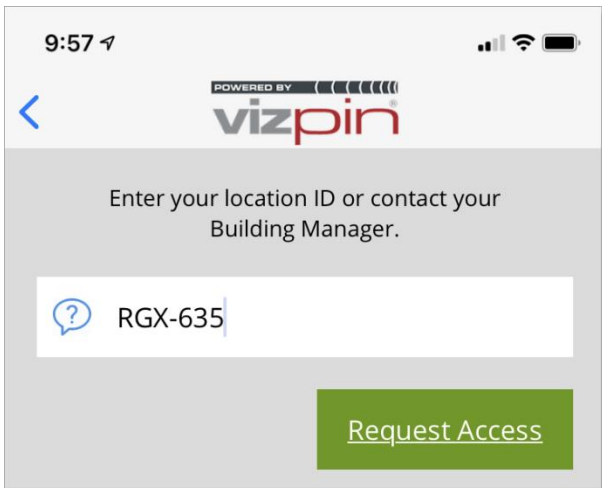 9:57
POWERED BY
vizpin®
Enter your location ID or contact your
Building Manager.
? RGX-635
Request Access